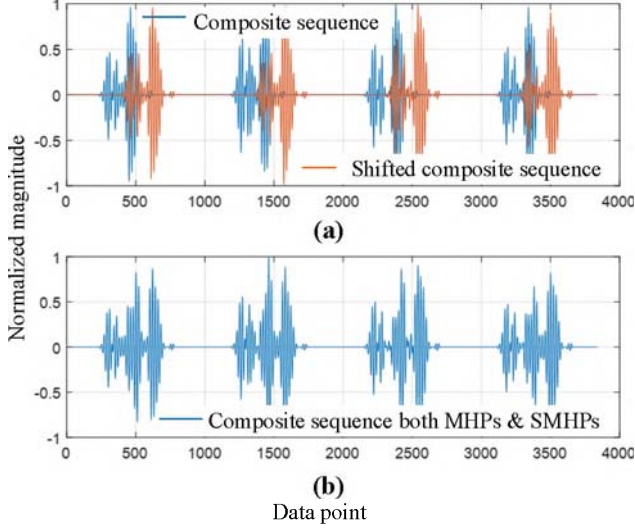 1
Composite sequence
0.5
0
-0.5
Shifted composite sequence
-1
0 500 1000 1500 2000 2500 3000 3500 4000
(a)
Normalized magnitude
1
0.5
0
-0.5
Composite sequence both MHPs & SMHPs
-1
0 500 1000 1500 2000 2500 3000 3500 4000
(b)
Data point